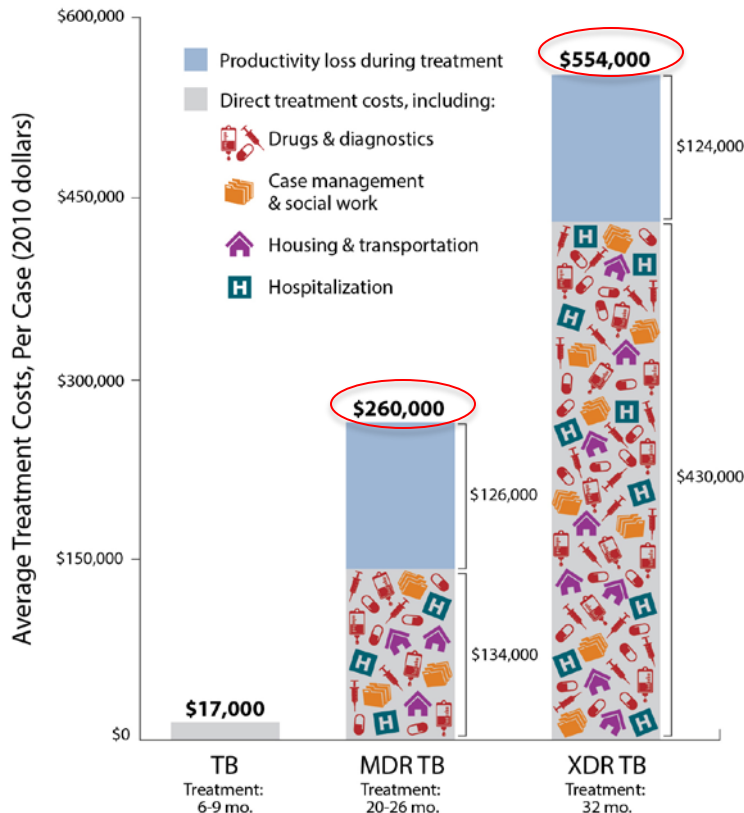 Average Treatment Costs, Per Case (2010 dollars)
$600,000
$450,000
$300,000
$150,000
$0
Productivity loss during treatment
Direct treatment costs, including:
Drugs & diagnostics
Case management
& social work
Housing & transportation
H
Hospitalization
$17,000
$260,000
$126,000
$134,000
$554,000
$124,000
$430,000
TB
Treatment:
6-9 mo.
MDR TB
Treatment:
20-26 mo.
XDR TB
Treatment:
32 mo.